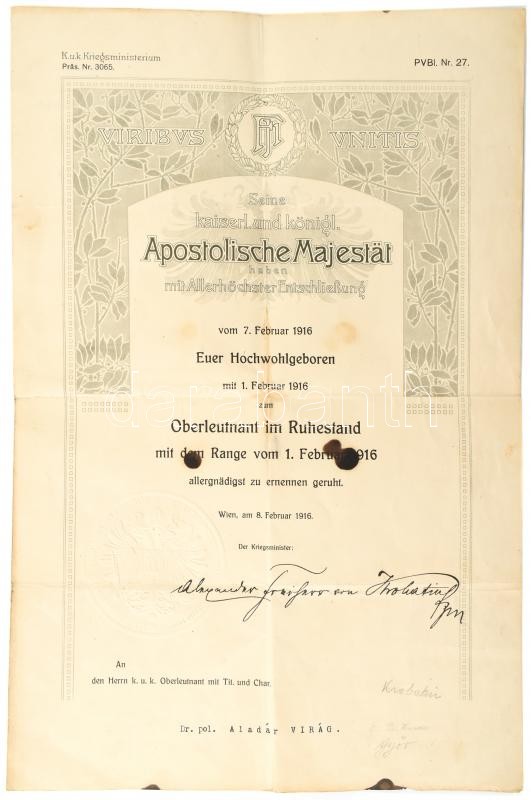 K.u.k Kriegsministerium
Präs. Nr. 3065.
PVBl. Nr. 27.
VIRIBVS VNITIS
FJI
Seine
kaiserl. und königl.
Apostolische Majestät
haben
mit Allerhöchster Entschließung
vom 7. Februar 1916
Euer Hochwohlgeboren
mit 1. Februar 1916
zum
darabanth
Oberleutnant im Ruhestand
mit dem Range vom 1. Februar 1916
allergnädigst zu ernennen geruht.
Wien, am 8. Februar 1916.
Der Kriegsminister:
Alexander Freiherr von Krobatin
An
den Herrn k. u. k. Oberleutnant mit Tit. und Char.
Krobatin
Dr. pol. Aladár VIRÁG.
Győr